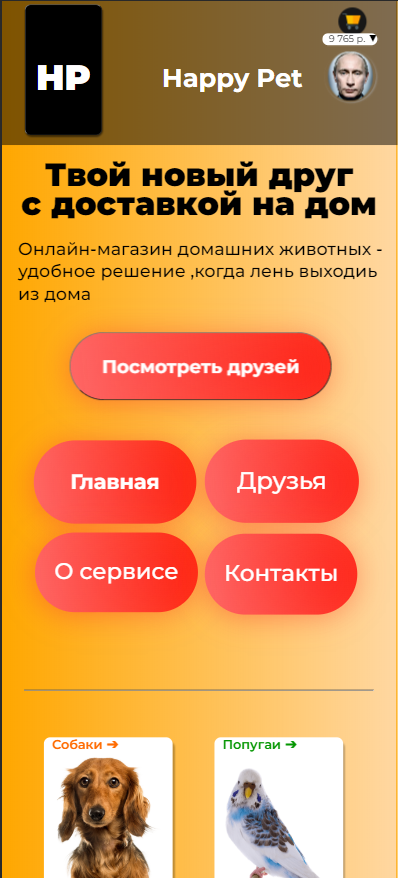 HP
Happy Pet
9 765 р. ▼
Твой новый друг
с доставкой на дом
Онлайн-магазин домашних животных -
удобное решение ,когда лень выходиь
из дома
Посмотреть друзей
Главная
Друзья
О сервисе
Контакты
Собаки ➔
Попугаи ➔